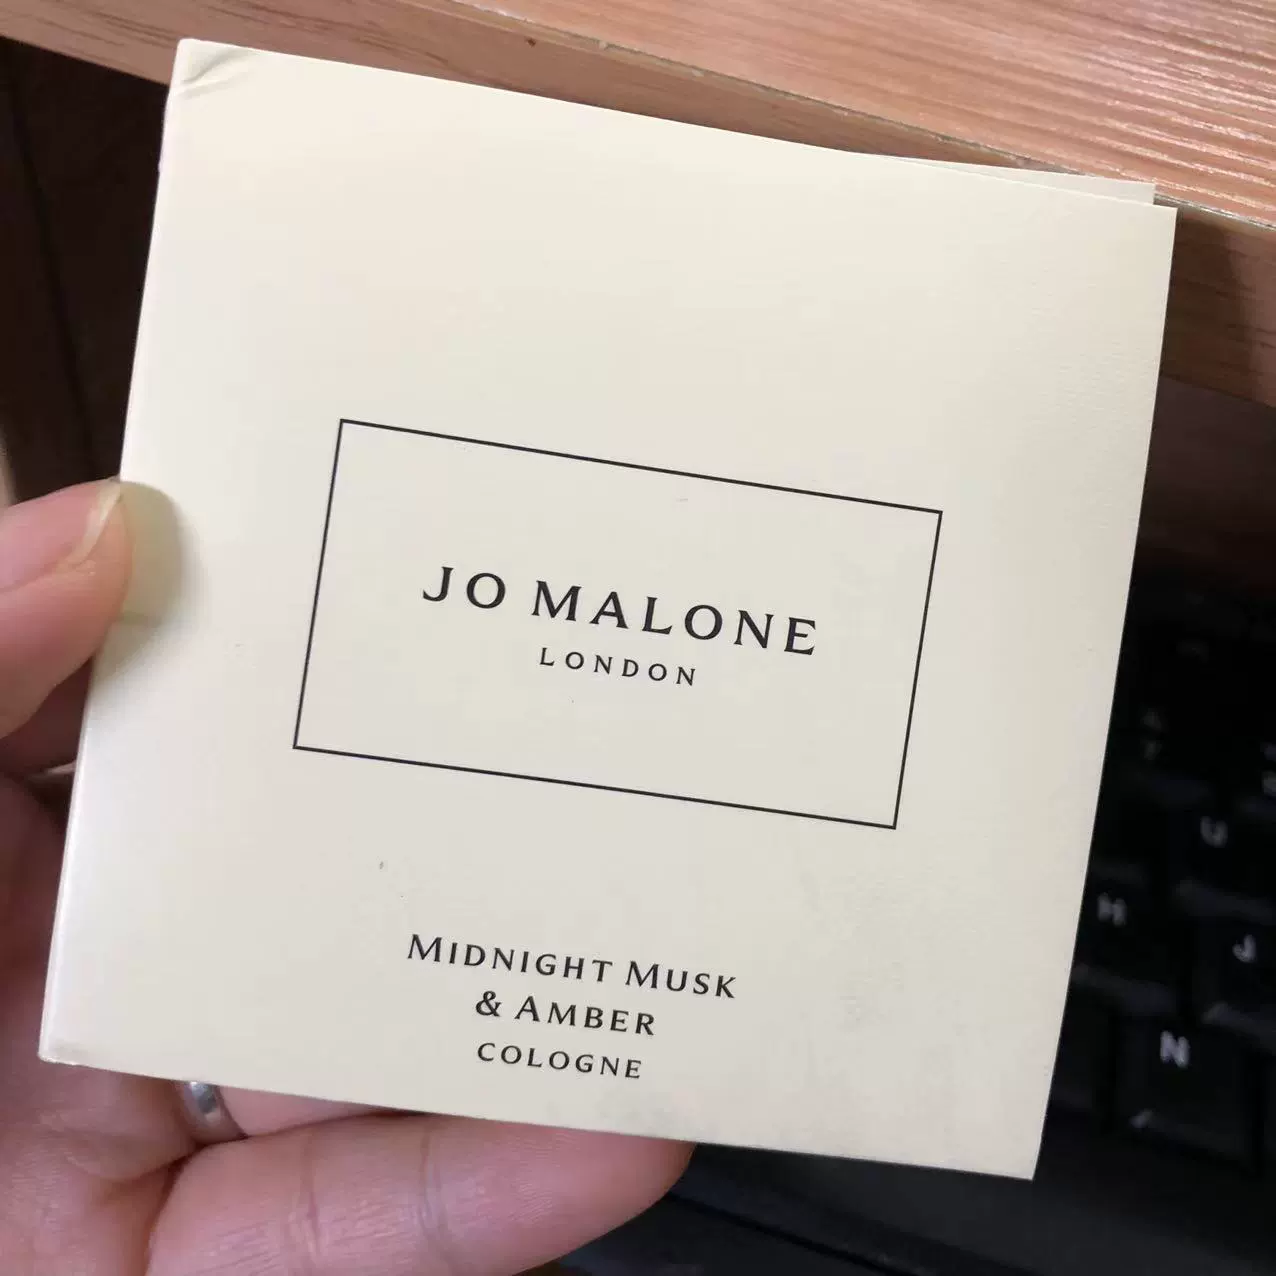 JO MALONE
LONDON
MIDNIGHT MUSK
& AMBER
COLOGNE
U
H
J
N